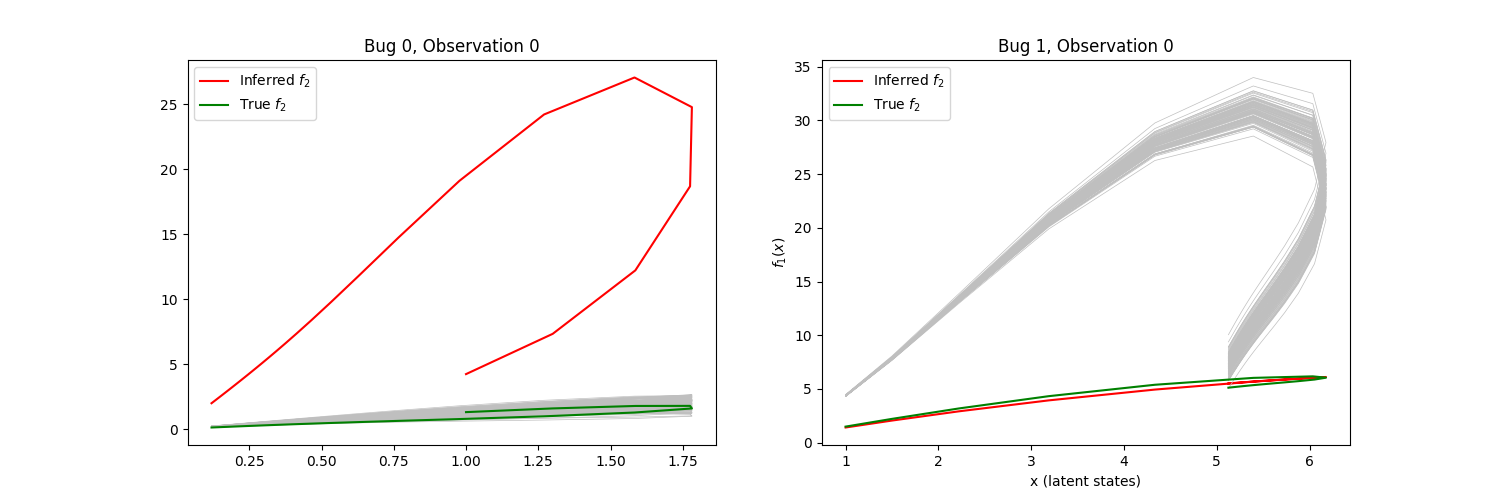 Bug 0, Observation 0
Inferred f₂
True f₂
25
20
15
10
5
0
0.25 0.50 0.75 1.00 1.25 1.50 1.75
Bug 1, Observation 0
Inferred f₂
True f₂
35
30
25
20
15
10
5
0
f₁(x)
1 2 3 4 5 6
x (latent states)